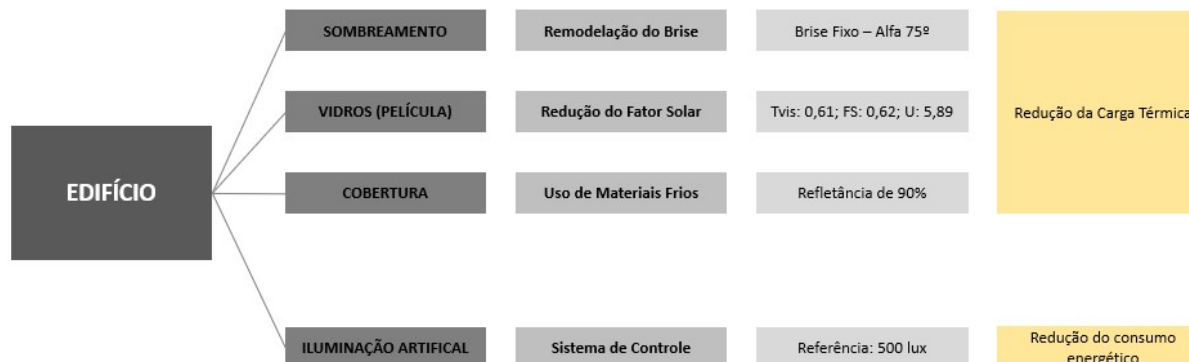 SOMBREAMENTO
Remodelação do Brise
Brise Fixo – Alfa 75º
VIDROS (PELÍCULA)
Redução do Fator Solar
Tvis: 0,61; FS: 0,62; U: 5,89
Redução da Carga Térmica
EDIFÍCIO
COBERTURA
Uso de Materiais Frios
Refletância de 90%
ILUMINAÇÃO ARTIFICAL
Sistema de Controle
Referência: 500 lux
Redução do consumo
energético